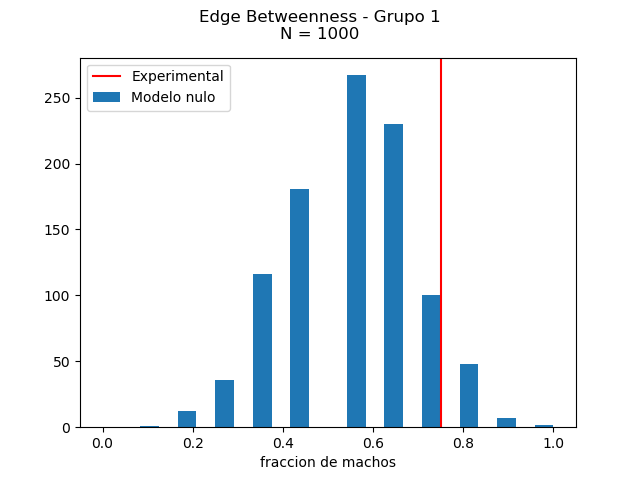 Edge Betweenness - Grupo 1
N = 1000
Experimental
Modelo nulo
250
200
150
100
50
0
0.0 0.2 0.4 0.6 0.8 1.0
fraccion de machos